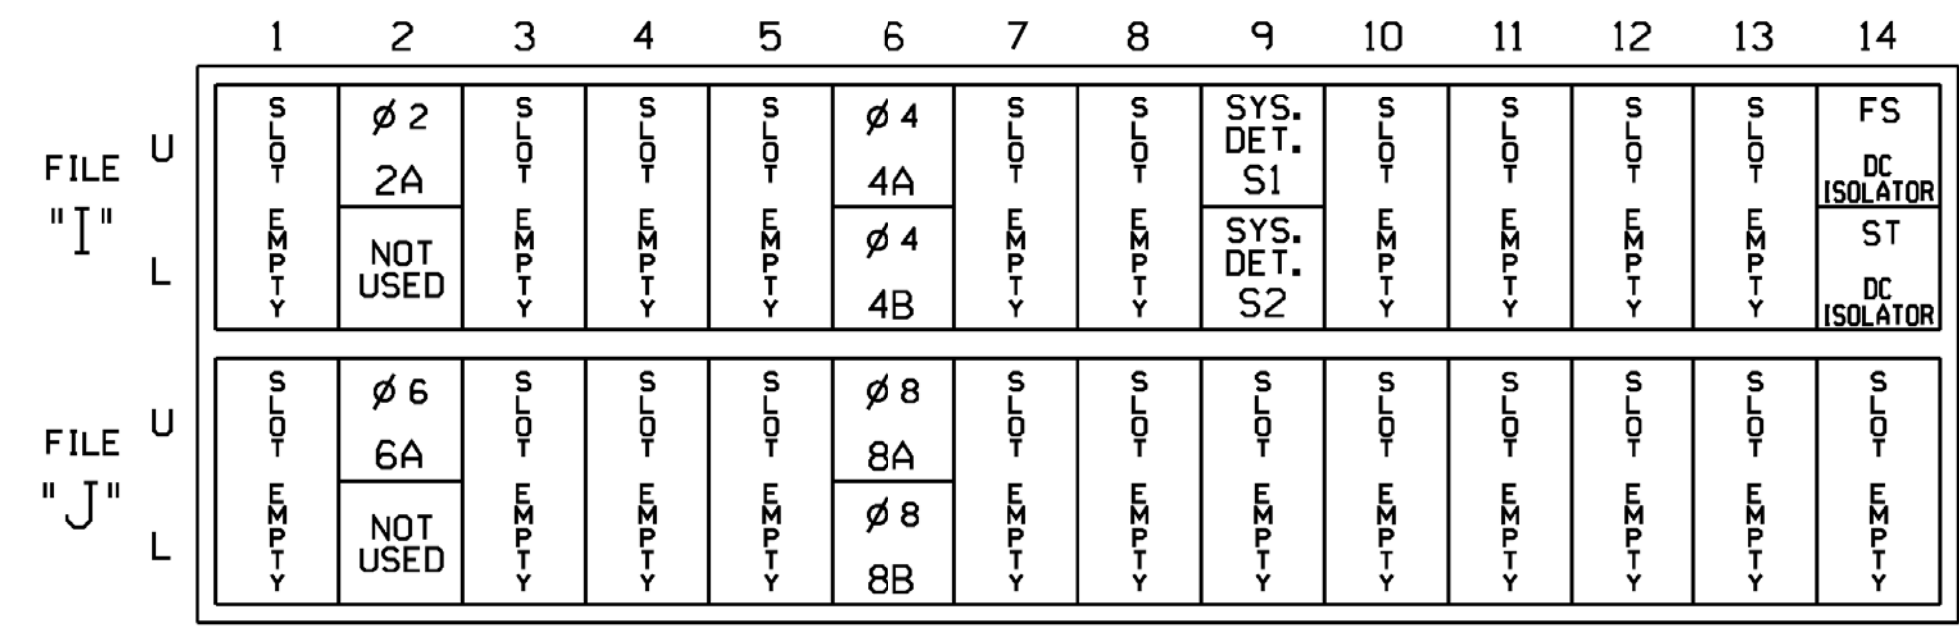 1 2 3 4 5 6 7 8 9 10 11 12 13 14
FILE "I"
U
L
SLOT EMPTY
ø 2
2A
NOT
USED
SLOT EMPTY
SLOT EMPTY
SLOT EMPTY
ø 4
4A
ø 4
4B
SLOT EMPTY
SLOT EMPTY
SYS.
DET.
S1
SYS.
DET.
S2
SLOT EMPTY
SLOT EMPTY
SLOT EMPTY
SLOT EMPTY
FS
DC
ISOLATOR
ST
DC
ISOLATOR
FILE "J"
U
L
SLOT EMPTY
ø 6
6A
NOT
USED
SLOT EMPTY
SLOT EMPTY
SLOT EMPTY
ø 8
8A
ø 8
8B
SLOT EMPTY
SLOT EMPTY
SLOT EMPTY
SLOT EMPTY
SLOT EMPTY
SLOT EMPTY
SLOT EMPTY
SLOT EMPTY